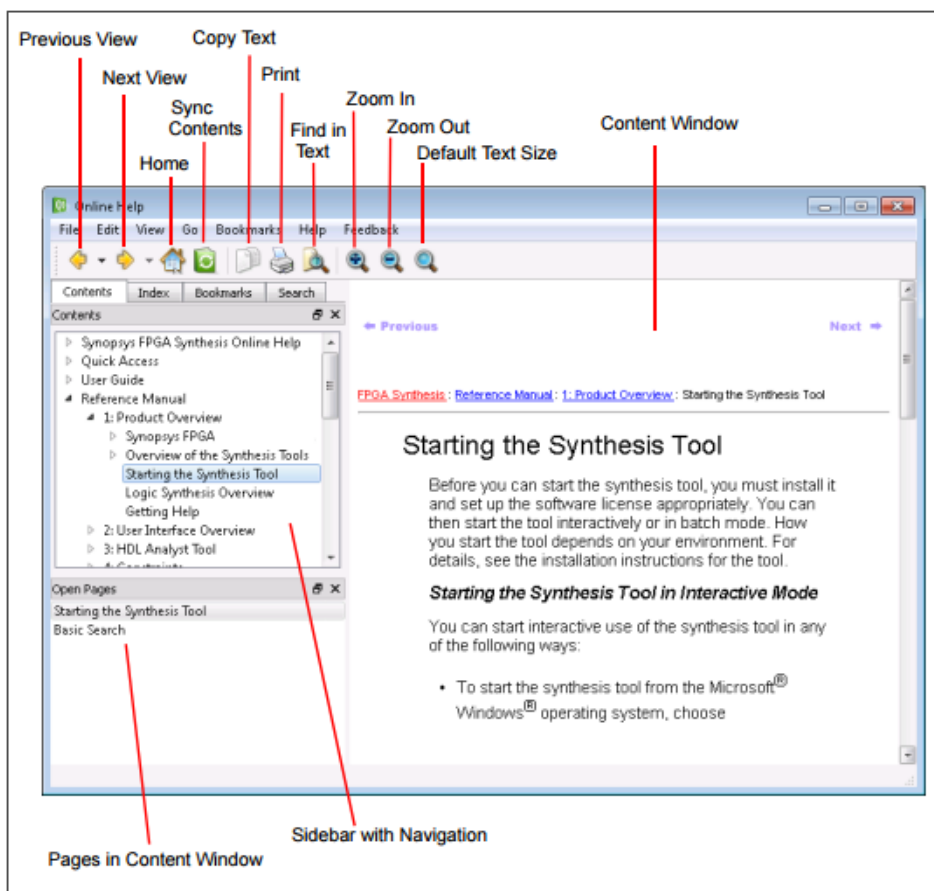 Previous View
Copy Text
Next View
Print
Sync
Contents
Zoom In
Find in
Text
Zoom Out
Content Window
Home
Default Text Size
Online Help
File Edit View Go Bookmarks Help Feedback
Contents Index Bookmarks Search
Contents
Synopsys FPGA Synthesis Online Help
Quick Access
User Guide
Reference Manual
1: Product Overview
Synopsys FPGA
Overview of the Synthesis Tools
Starting the Synthesis Tool
Logic Synthesis Overview
Getting Help
2: User Interface Overview
3: HDL Analyst Tool
4: Constraints
Open Pages
Starting the Synthesis Tool
Basic Search
Previous Next
FPGA Synthesis : Reference Manual : 1: Product Overview : Starting the Synthesis Tool
Starting the Synthesis Tool
Before you can start the synthesis tool, you must install it
and set up the software license appropriately. You can
then start the tool interactively or in batch mode. How
you start the tool depends on your environment. For
details, see the installation instructions for the tool.
Starting the Synthesis Tool in Interactive Mode
You can start interactive use of the synthesis tool in any
of the following ways:
• To start the synthesis tool from the Microsoft®
Windows® operating system, choose
Sidebar with Navigation
Pages in Content Window